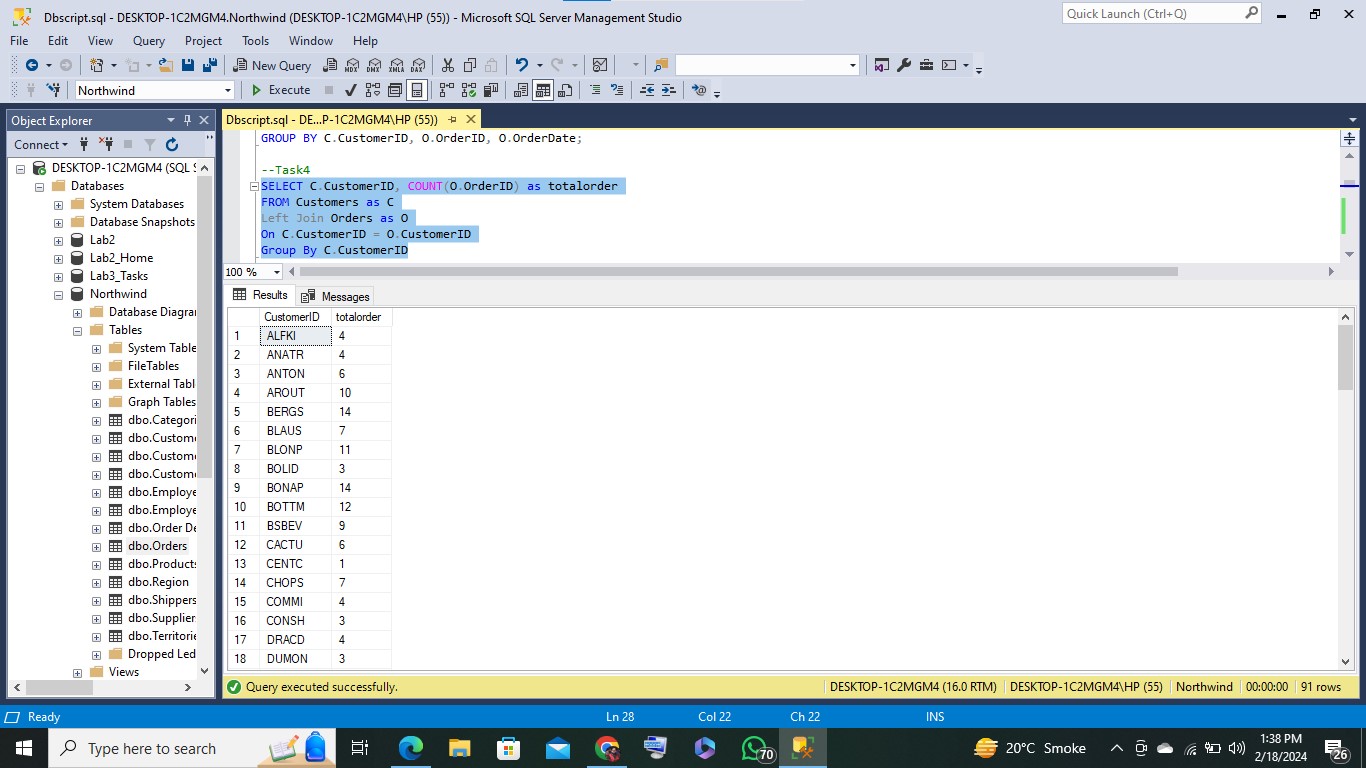 Dbscript.sql - DESKTOP-1C2MGM4.Northwind (DESKTOP-1C2MGM4\HP (55)) - Microsoft SQL Server Management Studio
Quick Launch (Ctrl+Q)
File Edit View Query Project Tools Window Help
New Query MDX DMX XMLA DAX
Northwind Execute
Object Explorer
Connect
DESKTOP-1C2MGM4 (SQL S
Databases
System Databases
Database Snapshots
Lab2
Lab2_Home
Lab3_Tasks
Northwind
Database Diagra
Tables
System Table
FileTables
External Tabl
Graph Tables
dbo.Categori
dbo.Custome
dbo.Custome
dbo.Custome
dbo.Employe
dbo.Employe
dbo.Order De
dbo.Orders
dbo.Products
dbo.Region
dbo.Shippers
dbo.Supplier
dbo.Territorie
Dropped Led
Views
Dbscript.sql - DE...P-1C2MGM4\HP (55))
GROUP BY C.CustomerID, O.OrderID, O.OrderDate;
--Task4
SELECT C.CustomerID, COUNT(O.OrderID) as totalorder
FROM Customers as C
Left Join Orders as O
On C.CustomerID = O.CustomerID
Group By C.CustomerID
100 %
Results Messages
CustomerID totalorder
1 ALFKI 4
2 ANATR 4
3 ANTON 6
4 AROUT 10
5 BERGS 14
6 BLAUS 7
7 BLONP 11
8 BOLID 3
9 BONAP 14
10 BOTTM 12
11 BSBEV 9
12 CACTU 6
13 CENTC 1
14 CHOPS 7
15 COMMI 4
16 CONSH 3
17 DRACD 4
18 DUMON 3
Query executed successfully. DESKTOP-1C2MGM4 (16.0 RTM) DESKTOP-1C2MGM4\HP (55) Northwind 00:00:00 91 rows
Ready Ln 28 Col 22 Ch 22 INS
Type here to search 70 20°C Smoke 1:38 PM
2/18/2024 26